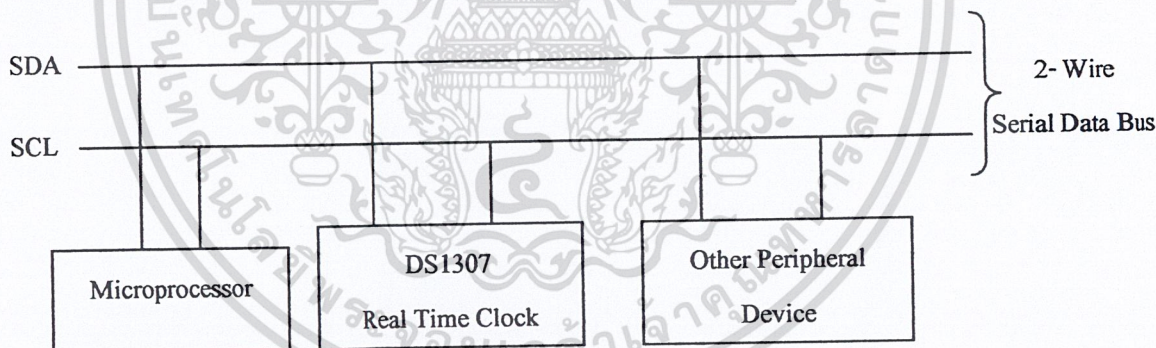 SDA
SCL
2- Wire
Serial Data Bus
Microprocessor
DS1307
Real Time Clock
Other Peripheral
Device